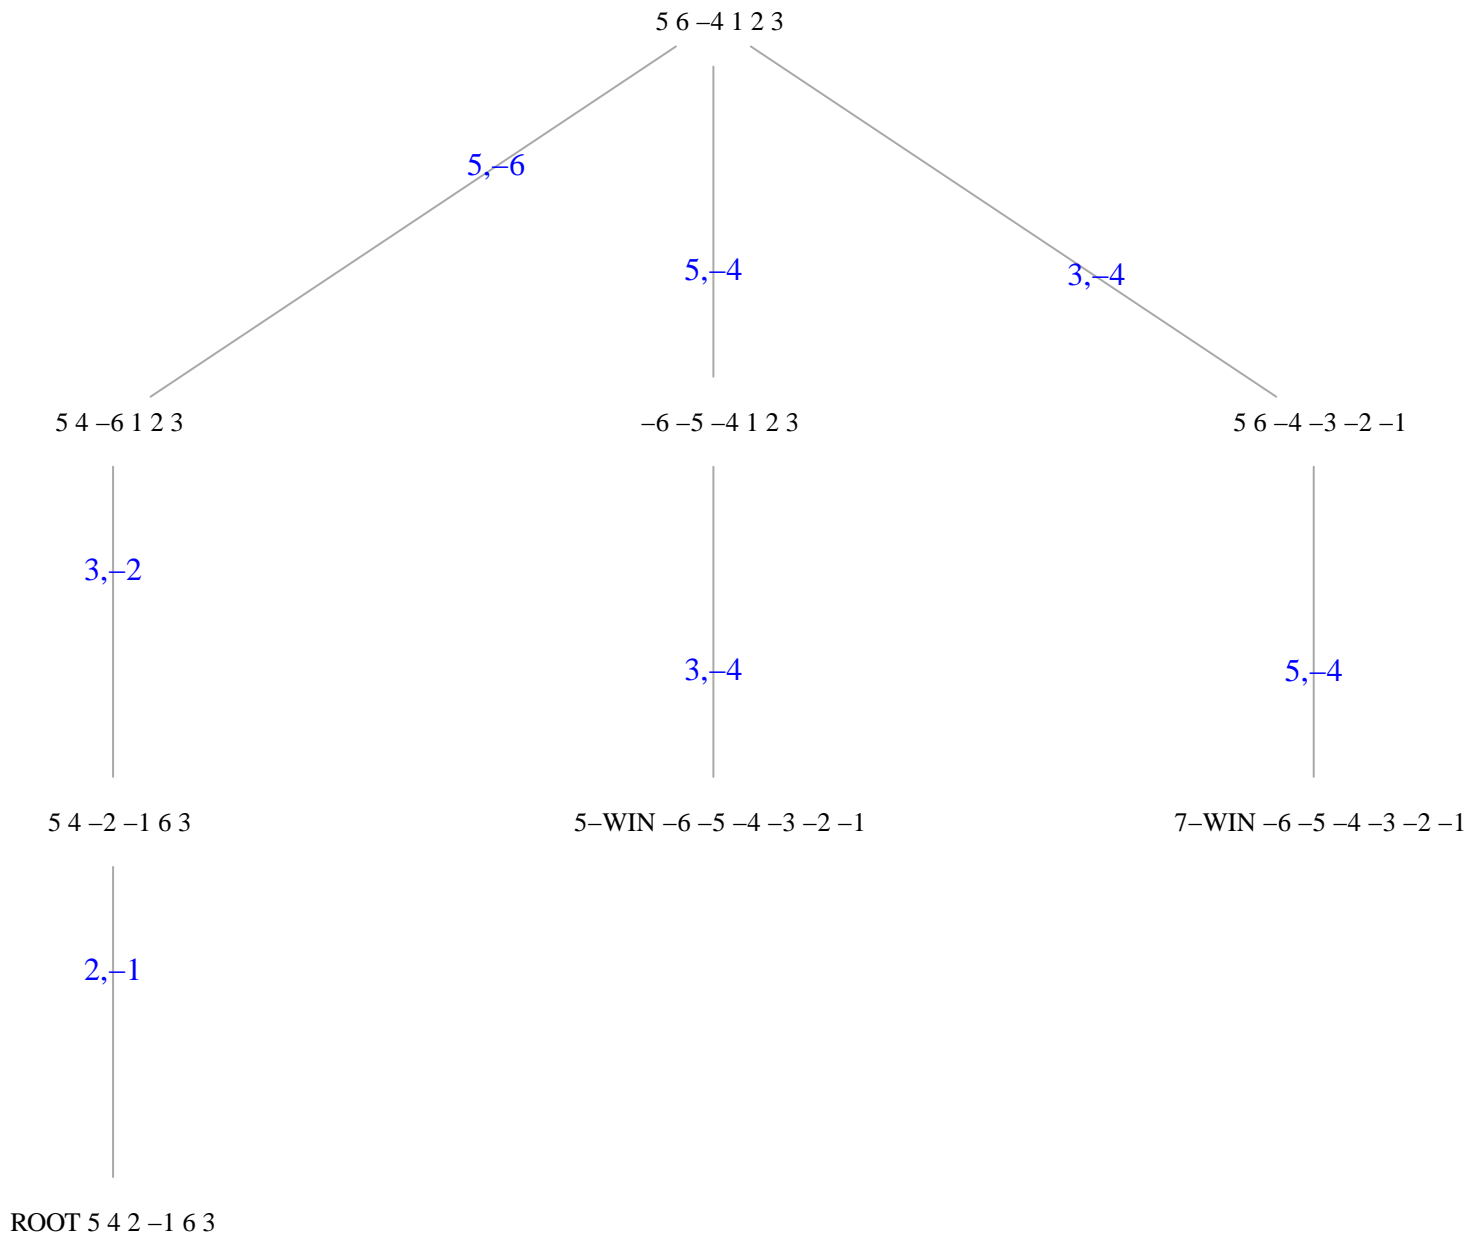 5 6 –4 1 2 3
5,–6
5,–4
3,–4
5 4 –6 1 2 3
–6 –5 –4 1 2 3
5 6 –4 –3 –2 –1
3,–2
3,–4
5,–4
5 4 –2 –1 6 3
5–WIN –6 –5 –4 –3 –2 –1
7–WIN –6 –5 –4 –3 –2 –1
2,–1
ROOT 5 4 2 –1 6 3